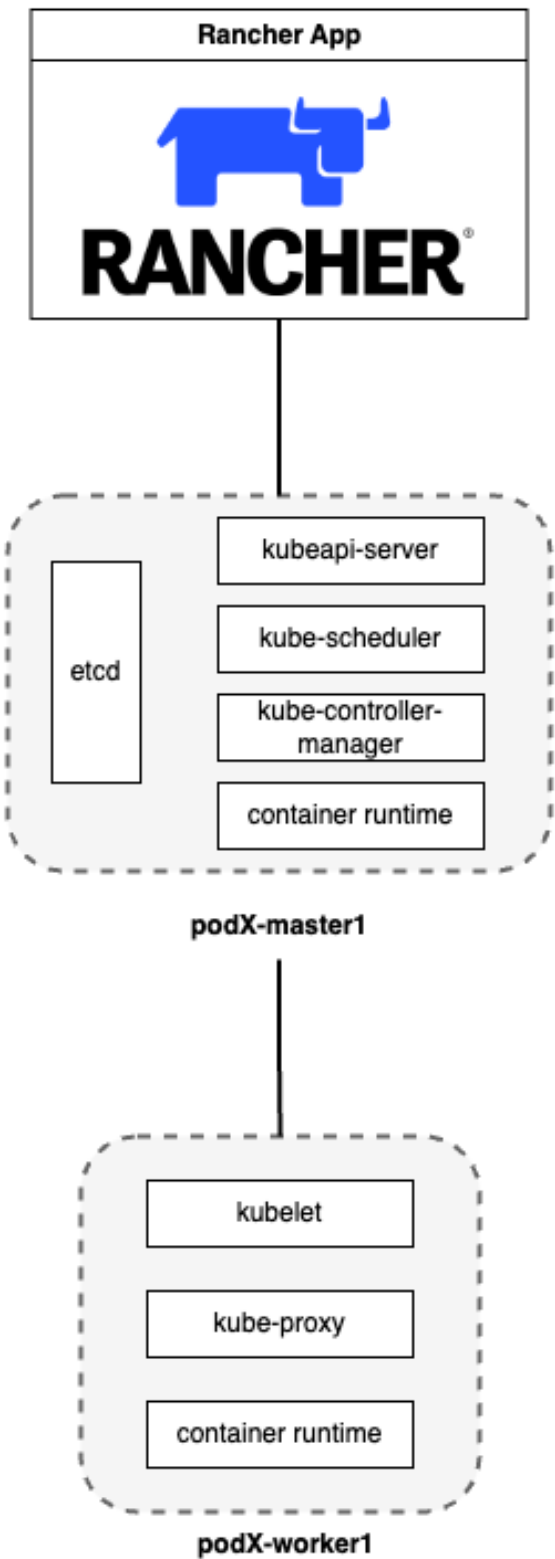 Rancher App
RANCHER®
kubeapi-server
etcd
kube-scheduler
kube-controller-
manager
container runtime
podX-master1
kubelet
kube-proxy
container runtime
podX-worker1